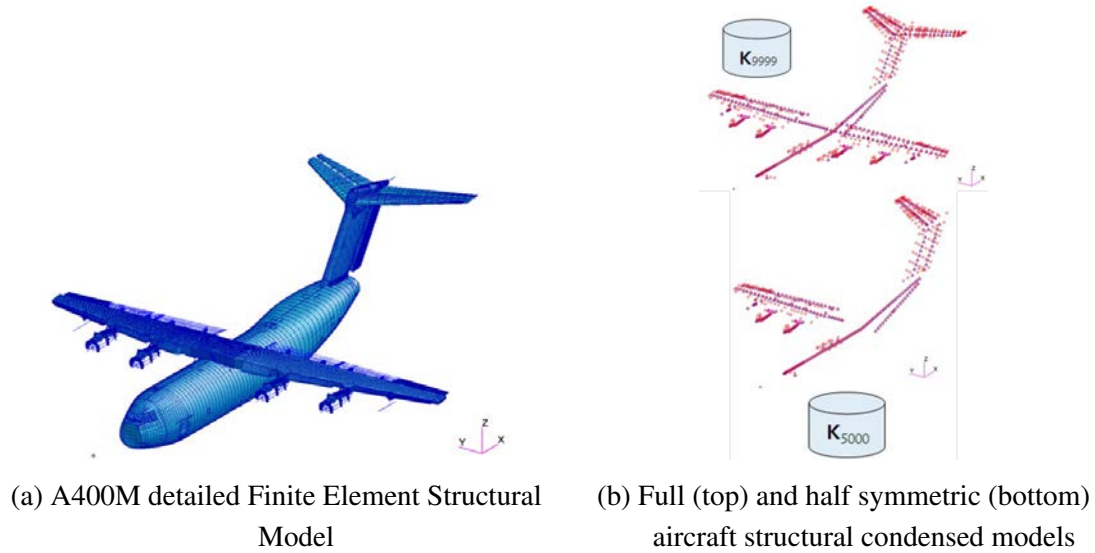 K9999
Z
Y X
Z
Y X
K5000
Z
Y X
(a) A400M detailed Finite Element Structural
Model
(b) Full (top) and half symmetric (bottom)
aircraft structural condensed models